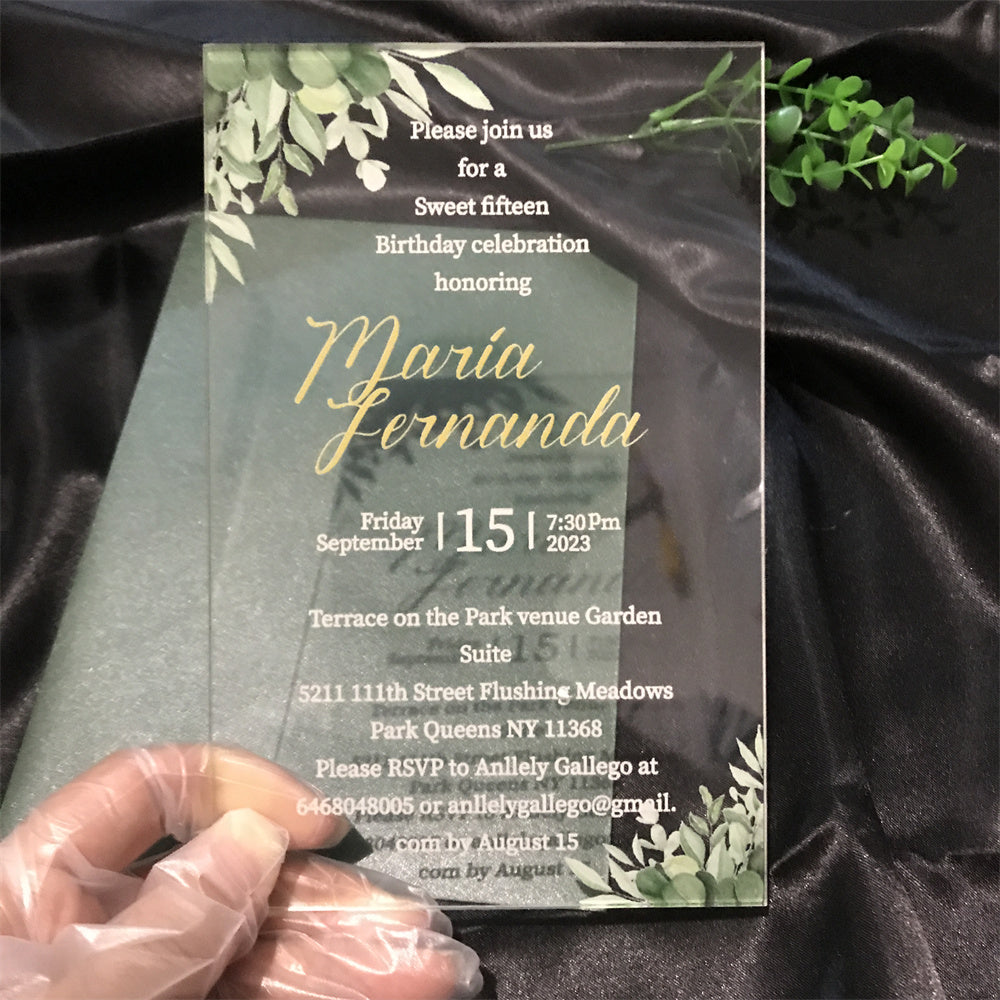 Please join us
for a
Sweet fifteen
Birthday celebration
honoring
María
Fernanda
Friday
September
15
7:30Pm
2023
Terrace on the Park venue Garden
Suite
5211 111th Street Flushing Meadows
Park Queens NY 11368
Please RSVP to Anllely Gallego at
6468048005 or anllelygallego@gmail.
com by August 15